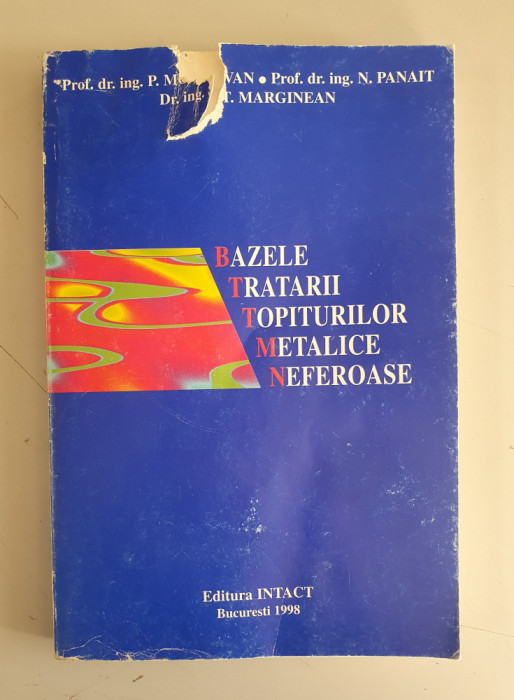 Prof. dr. ing. P. VAN • Prof. dr. ing. N. PANAIT
Dr. ing. T. MARGINEAN
BAZELE
TRATARII
TOPITURILOR
METALICE
NEFEROASE
Editura INTACT
Bucuresti 1998